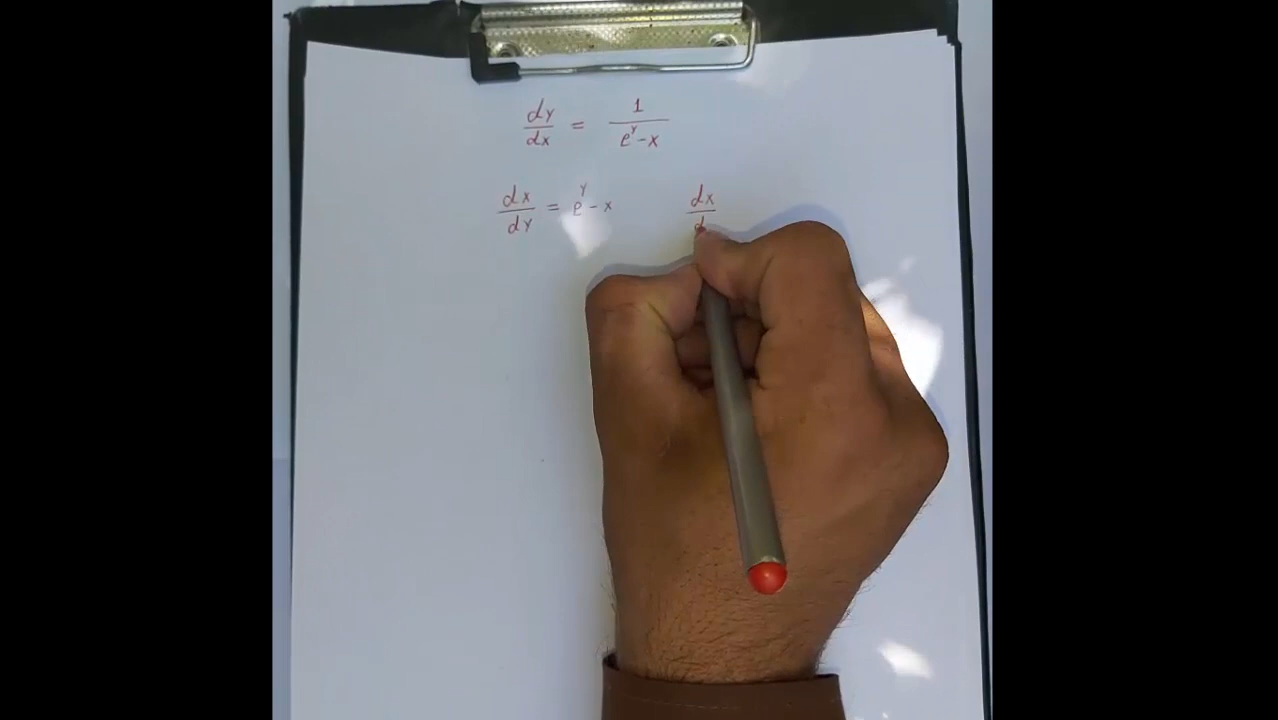 dy/dx = 1/(e^y - x)
dx/dy = e^y - x dx/d